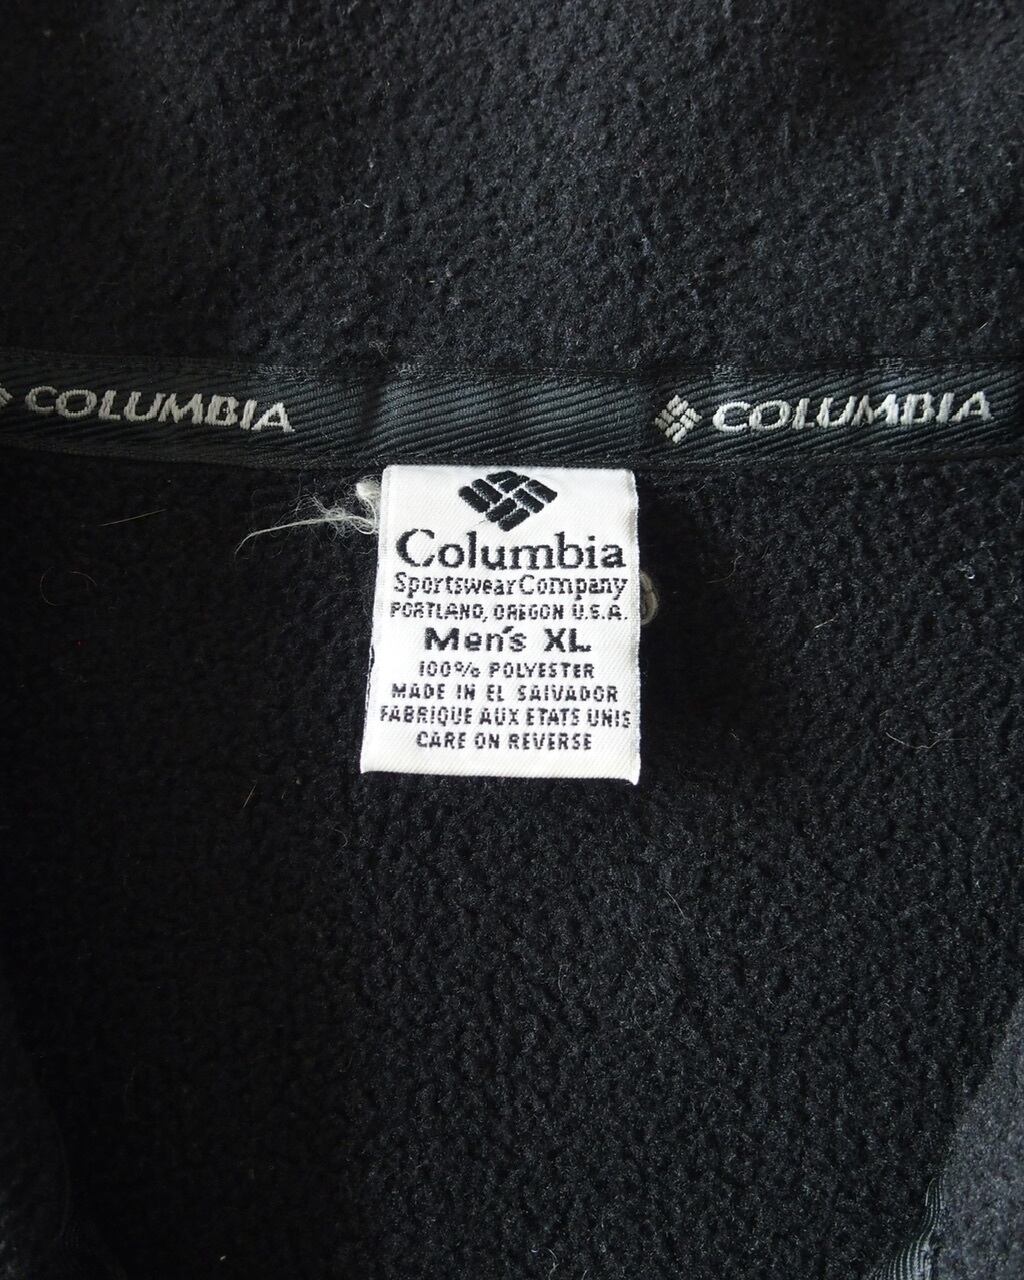 COLUMBIA
COLUMBIA
Columbia
Sportswear Company
PORTLAND, OREGON U.S.A.
Men's XL
100% POLYESTER
MADE IN EL SALVADOR
FABRIQUE AUX ETATS UNIS
CARE ON REVERSE